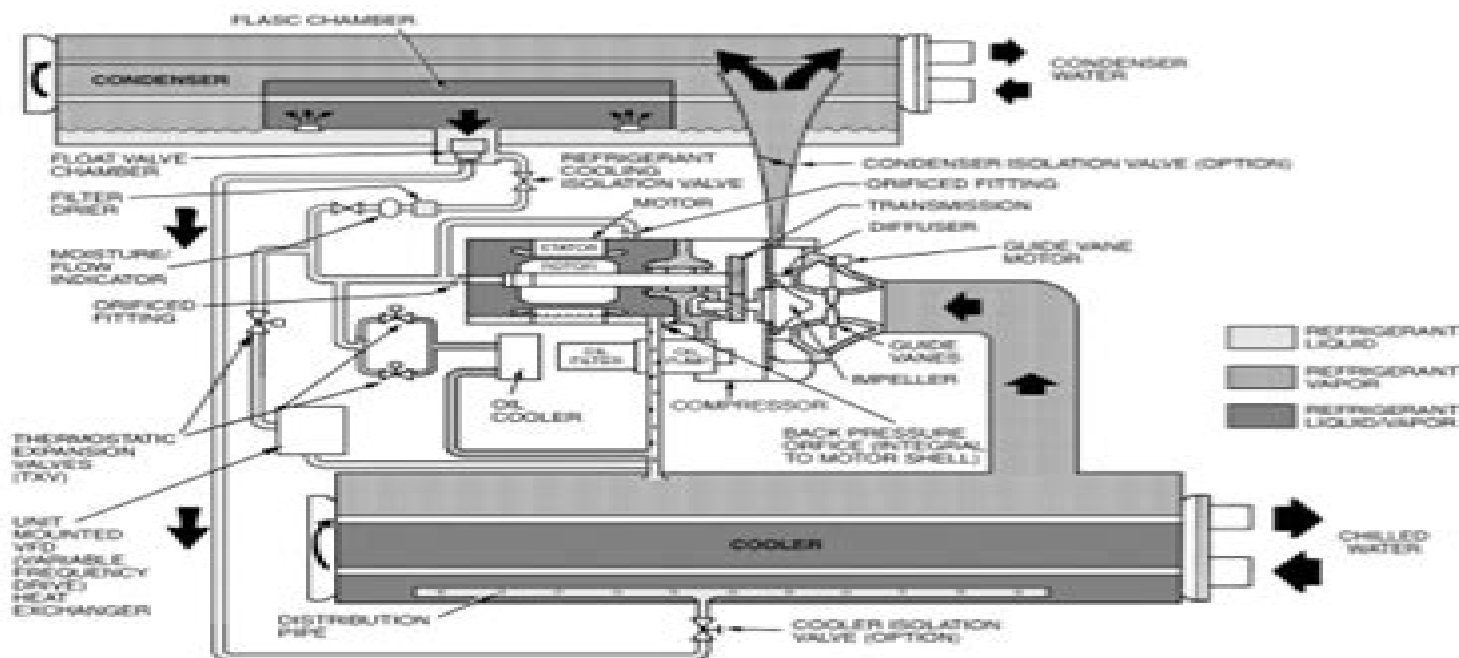 FLASC CHAMBER
CONDENSER
CONDENSER
WATER
FLOAT VALVE
CHAMBER
REFRIGERANT
COOLING
ISOLATION VALVE
CONDENSER ISOLATION VALVE (OPTION)
FILTER
DRIER
MOTOR
ORIFICED FITTING
TRANSMISSION
DIFFUSER
GUIDE VANE
MOTOR
STATOR
ROTOR
MOISTURE/
FLOW
INDICATOR
ORIFICED
FITTING
OIL
FILTER
OIL
PUMP
GUIDE
VANES
IMPELLER
REFRIGERANT
LIQUID
REFRIGERANT
VAPOR
REFRIGERANT
LIQUID/VAPOR
OIL
COOLER
COMPRESSOR
THERMOSTATIC
EXPANSION
VALVES
(TXV)
BACK PRESSURE
ORIFICE (INTEGRAL
TO MOTOR SHELL)
UNIT
MOUNTED
VFD
(VARIABLE
FREQUENCY
DRIVE)
HEAT
EXCHANGER
COOLER
CHILLED
WATER
DISTRIBUTION
PIPE
COOLER ISOLATION
VALVE (OPTION)